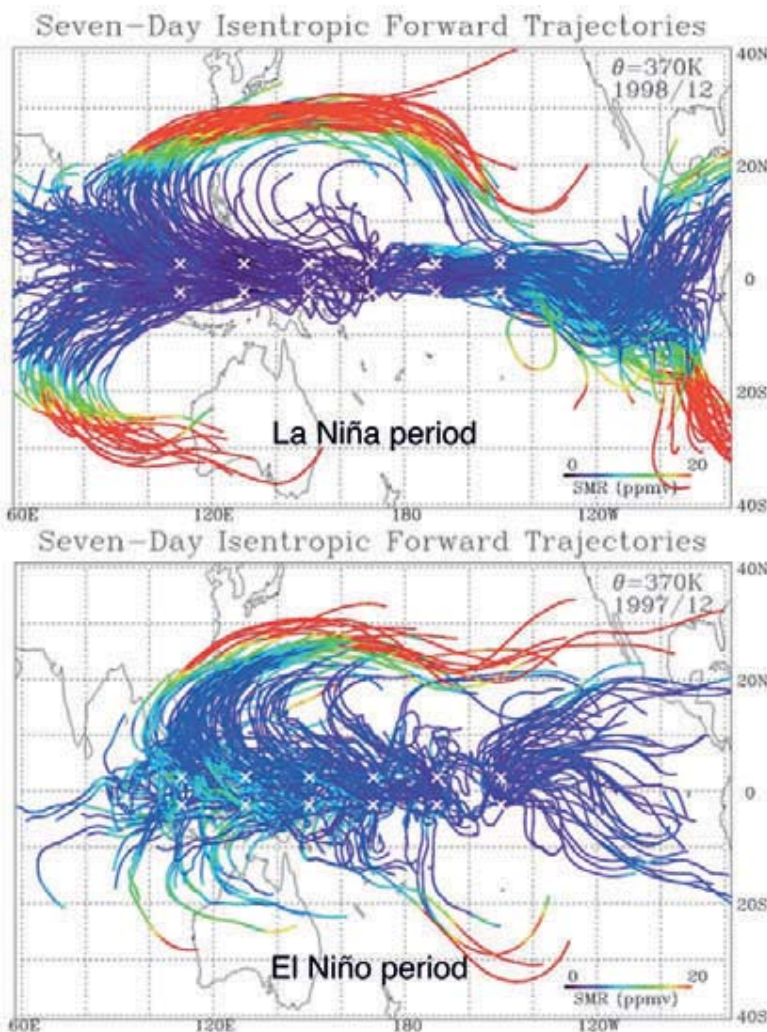 Seven-Day Isentropic Forward Trajectories
40N
θ=370K
1998/12
20N
0
20S
La Niña period
0 20
SMR (ppmv)
40S
60E 120E 180 120W
Seven-Day Isentropic Forward Trajectories
40N
θ=370K
1997/12
20N
0
20S
El Niño period
0 20
SMR (ppmv)
40S
60E 120E 180 120W